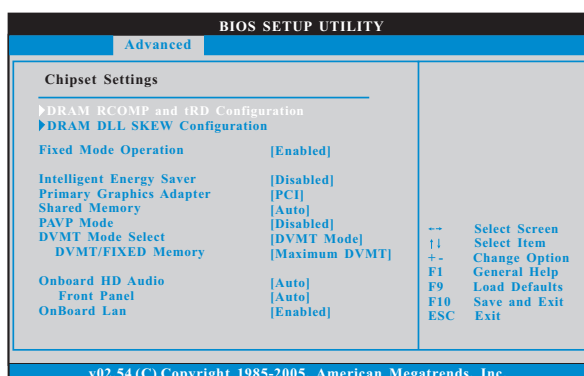 BIOS SETUP UTILITY
Advanced
Chipset Settings
DRAM RCOMP and tRD Configuration
DRAM DLL SKEW Configuration
Fixed Mode Operation [Enabled]
Intelligent Energy Saver [Disabled]
Primary Graphics Adapter [PCI]
Shared Memory [Auto]
PAVP Mode [Disabled]
DVMT Mode Select [DVMT Mode]
DVMT/FIXED Memory [Maximum DVMT]
Onboard HD Audio [Auto]
Front Panel [Auto]
OnBoard Lan [Enabled]
←→ Select Screen
↑↓ Select Item
+ - Change Option
F1 General Help
F9 Load Defaults
F10 Save and Exit
ESC Exit
v02.54 (C) Copyright 1985-2005, American Megatrends, Inc.